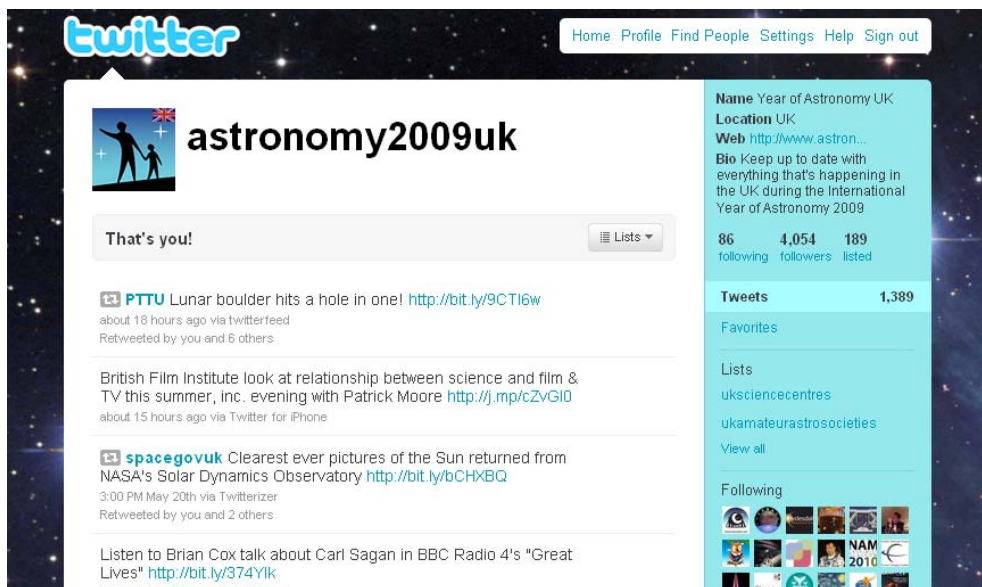 twitter
Home Profile Find People Settings Help Sign out
astronomy2009uk
That's you!
Lists
PTTU Lunar boulder hits a hole in one! http://bit.ly/9CTl6w
about 18 hours ago via twitterfeed
Retweeted by you and 6 others
British Film Institute look at relationship between science and film &
TV this summer, inc. evening with Patrick Moore http://j.mp/cZvGl0
about 15 hours ago via Twitter for iPhone
spacegovuk Clearest ever pictures of the Sun returned from
NASA's Solar Dynamics Observatory http://bit.ly/bCHXBQ
3:00 PM May 20th via Twitterizer
Retweeted by you and 2 others
Listen to Brian Cox talk about Carl Sagan in BBC Radio 4's "Great
Lives" http://bit.ly/374Ylk
Name Year of Astronomy UK
Location UK
Web http://www.astron...
Bio Keep up to date with
everything that's happening in
the UK during the International
Year of Astronomy 2009
86 4,054 189
following followers listed
Tweets 1,389
Favorites
Lists
uksciencecentres
ukamateurastrosocieties
View all
Following
NAM
2010